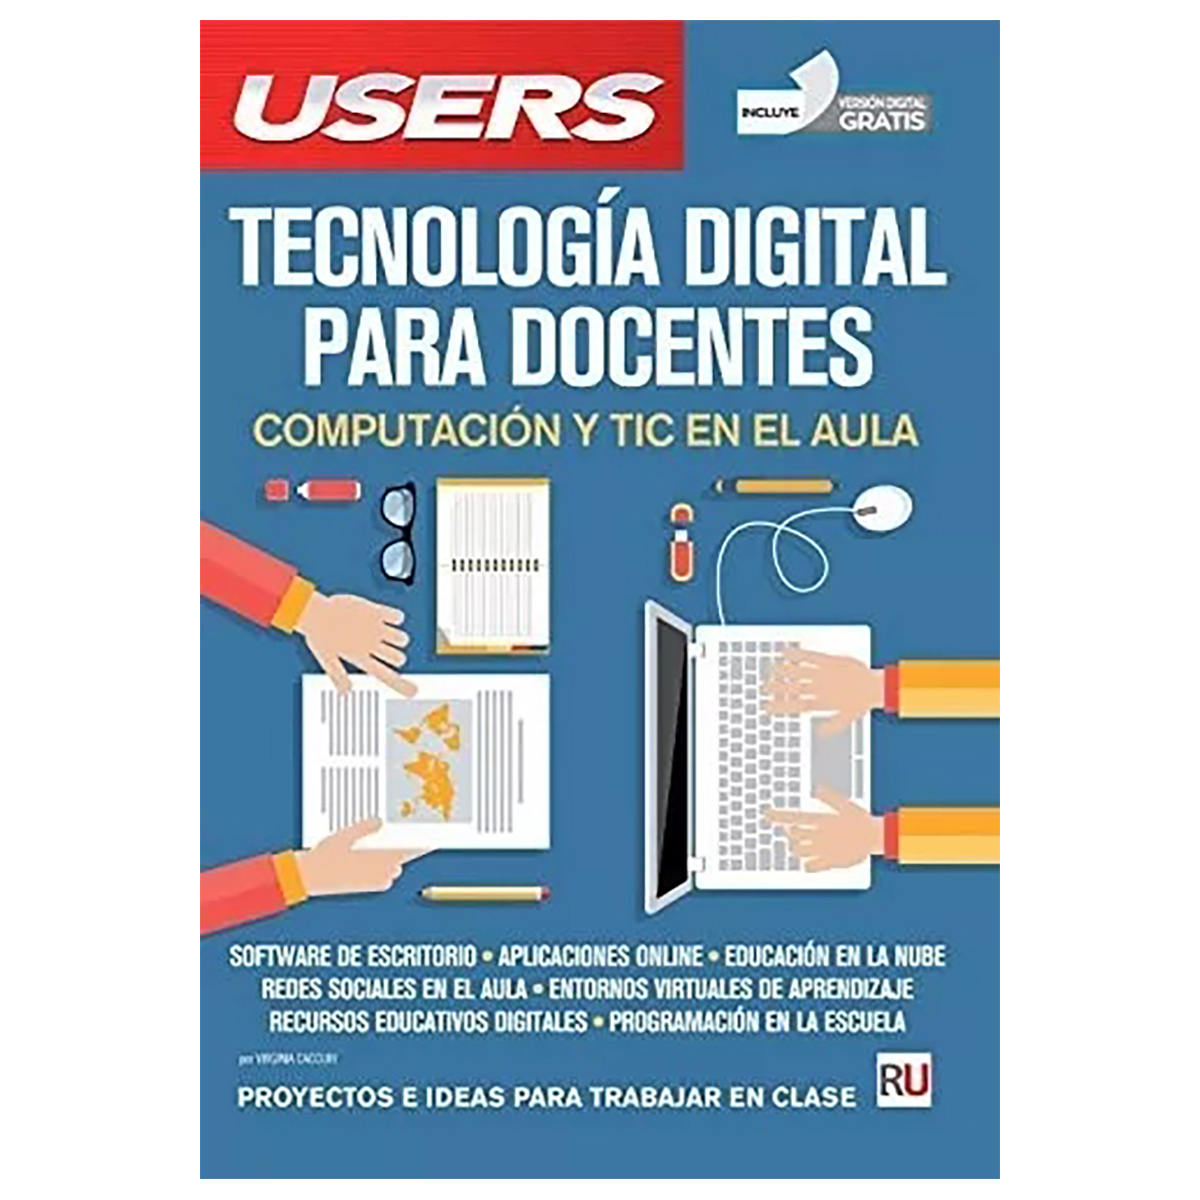 USERS
INCLUYE
VERSIÓN DIGITAL
GRATIS
TECNOLOGÍA DIGITAL
PARA DOCENTES
COMPUTACIÓN Y TIC EN EL AULA
SOFTWARE DE ESCRITORIO • APLICACIONES ONLINE • EDUCACIÓN EN LA NUBE
REDES SOCIALES EN EL AULA • ENTORNOS VIRTUALES DE APRENDIZAJE
RECURSOS EDUCATIVOS DIGITALES • PROGRAMACIÓN EN LA ESCUELA
por VIRGINIA CACCURI
PROYECTOS E IDEAS PARA TRABAJAR EN CLASE
RU